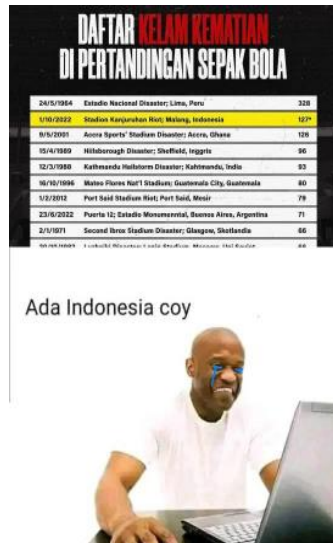 DAFTAR KELAM KEMATIAN
DI PERTANDINGAN SEPAK BOLA
24/5/1964 Estadio Nacional Disaster; Lima, Peru 328
1/10/2022 Stadion Kanjuruhan Riot; Malang, Indonesia 127*
9/5/2001 Accra Sports' Stadium Disaster; Accra, Ghana 126
15/4/1989 Hillsborough Disaster; Sheffield, Inggris 96
12/3/1988 Kathmandu Hailstorm Disaster; Kathmandu, India 93
16/10/1996 Mateo Flores Nat'l Stadium; Guatemala City, Guatemala 80
1/2/2012 Port Said Stadium Riot; Port Said, Mesir 79
23/6/2022 Puerta 12; Estadio Monumenntal, Buenos Aires, Argentina 71
2/1/1971 Second Ibrox Stadium Disaster; Glasgow, Skotlandia 66
Ada Indonesia coy